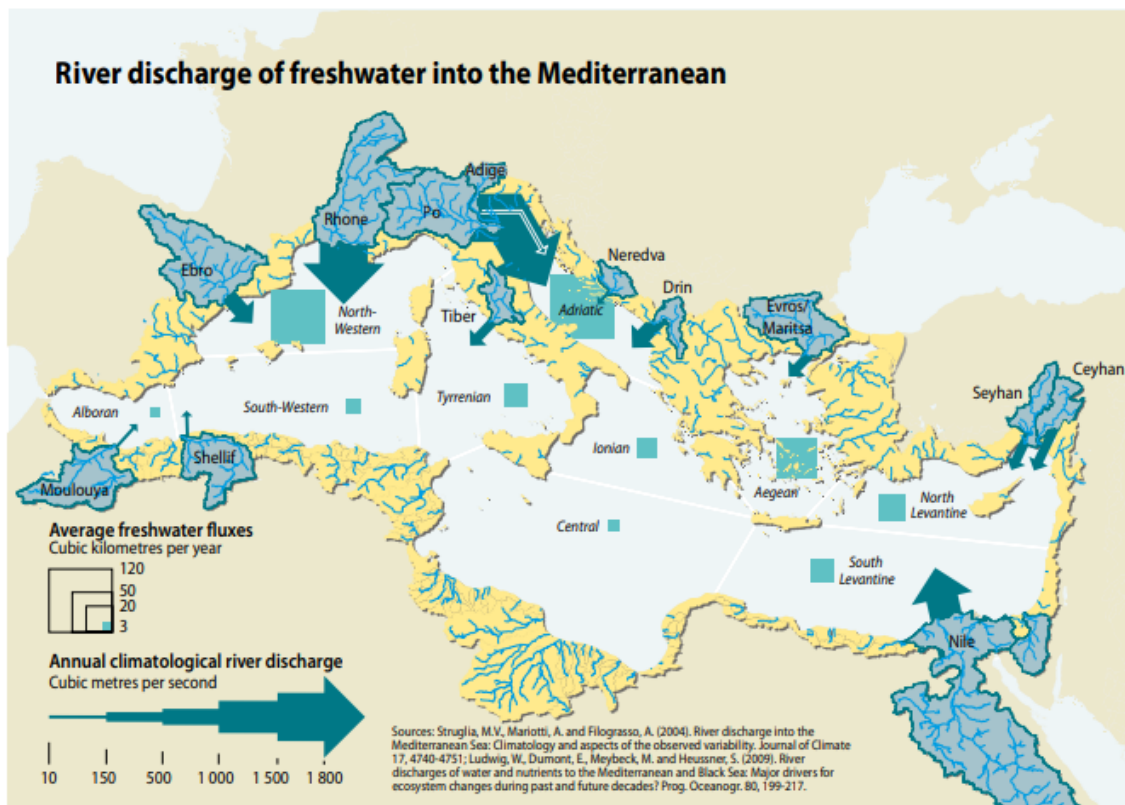 River discharge of freshwater into the Mediterranean
Adige
Rhone
Po
Neredva
Ebro
Drin
North-
Western
Tiber
Adriatic
Evros/
Maritsa
Ceyhan
Seyhan
Alboran
South-Western
Tyrrenian
Ionian
Shellif
Moulouya
Aegean
North
Levantine
Central
South
Levantine
Nile
Average freshwater fluxes
Cubic kilometres per year
120
50
20
3
Annual climatological river discharge
Cubic metres per second
10 150 500 1 000 1 500 1 800
Sources: Struglia, M.V., Mariotti, A. and Filograsso, A. (2004). River discharge into the
Mediterranean Sea: Climatology and aspects of the observed variability. Journal of Climate
17, 4740-4751; Ludwig, W., Dumont, E., Meybeck, M. and Heussner, S. (2009). River
discharges of water and nutrients to the Mediterranean and Black Sea: Major drivers for
ecosystem changes during past and future decades? Prog. Oceanogr. 80, 199-217.